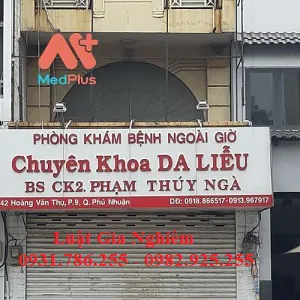 MedPlus
PHÒNG KHÁM BỆNH NGOÀI GIỜ
Chuyên Khoa DA LIỄU
BS CK2. PHẠM THÚY NGÀ
42 Hoàng Văn Thụ, P.9, Q. Phú Nhuận DĐ: 0918.866517-0913.967917
Luật Gia Nghiêm
0931.786.255 0982.925.255